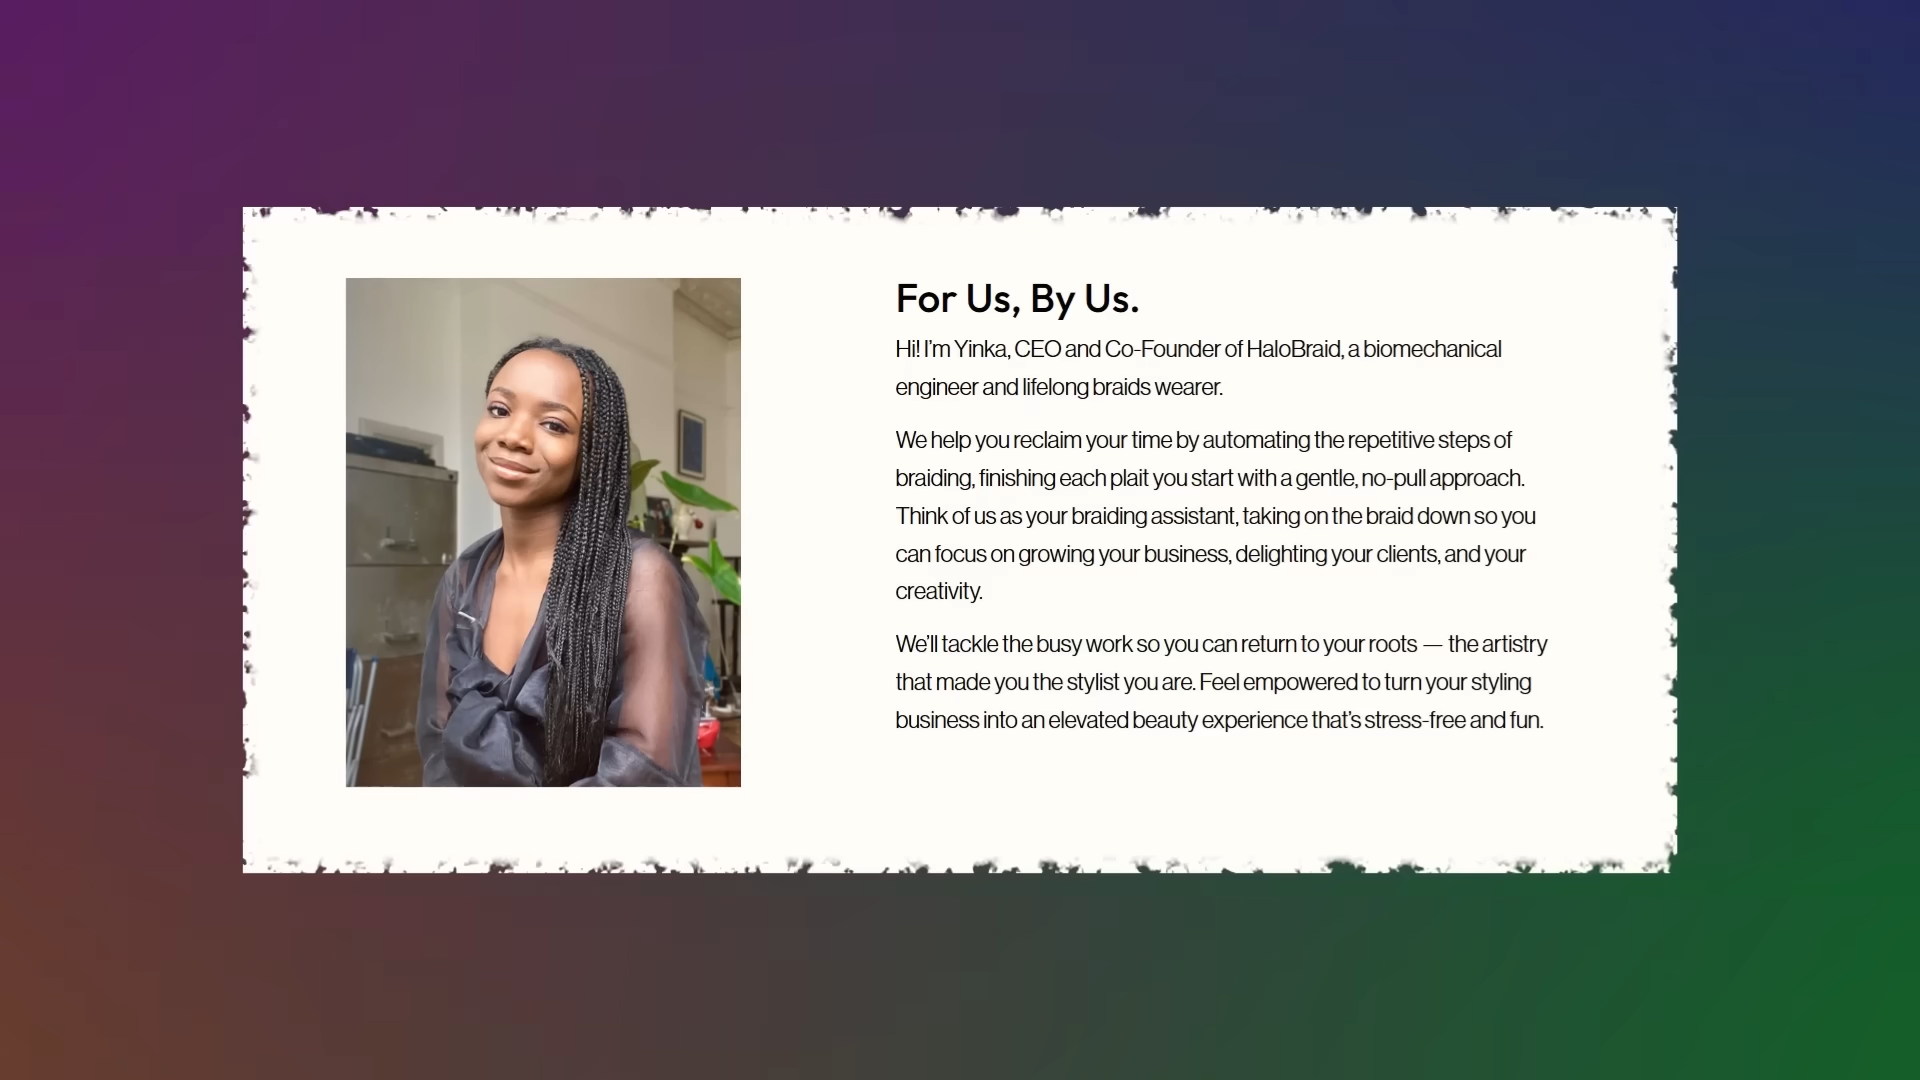 For Us, By Us.
Hi! I'm Yinka, CEO and Co-Founder of HaloBraid, a biomechanical
engineer and lifelong braids wearer.
We help you reclaim your time by automating the repetitive steps of
braiding, finishing each plait you start with a gentle, no-pull approach.
Think of us as your braiding assistant, taking on the braid down so you
can focus on growing your business, delighting your clients, and your
creativity.
We'll tackle the busy work so you can return to your roots — the artistry
that made you the stylist you are. Feel empowered to turn your styling
business into an elevated beauty experience that's stress-free and fun.